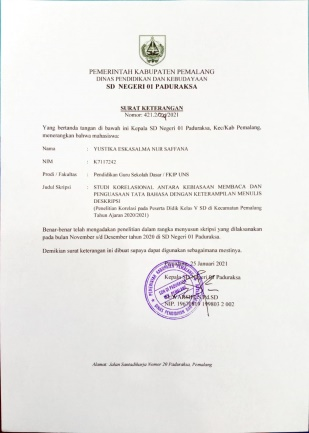 PEMERINTAH KABUPATEN PEMALANG
DINAS PENDIDIKAN DAN KEBUDAYAAN
SD NEGERI 01 PADURAKSA
SURAT KETERANGAN
Nomor: 421.2/ /2021
Yang bertanda tangan di bawah ini Kepala SD Negeri 01 Paduraksa, Kec/Kab Pemalang,
menerangkan bahwa mahasiswa:
Nama : YUSTIKA ESKASALMA NUR SAFFANA
NIM : K7117242
Prodi / Fakultas : Pendidikan Guru Sekolah Dasar / FKIP UNS
Judul Skripsi : STUDI KORELASIONAL ANTARA KEBIASAAN MEMBACA DAN
PENGUASAAN TATA BAHASA DENGAN KETERAMPILAN MENULIS
DESKRIPSI
(Penelitian Korelasi pada Peserta Didik Kelas V SD di Kecamatan Pemalang
Tahun Ajaran 2020/2021)
Benar-benar telah mengadakan penelitian dalam rangka menyusun skripsi yang dilaksanakan
pada bulan November s/d Desember tahun 2020 di SD Negeri 01 Paduraksa.
Demikian surat keterangan ini dibuat supaya dapat digunakan sebagaimana mestinya.
Pemalang, 25 Januari 2021
Kepala SD Negeri 01 Paduraksa
S.Pd.SD
NIP. 199803 2 002
Alamat: Jalan Nomor 20 Paduraksa, Pemalang